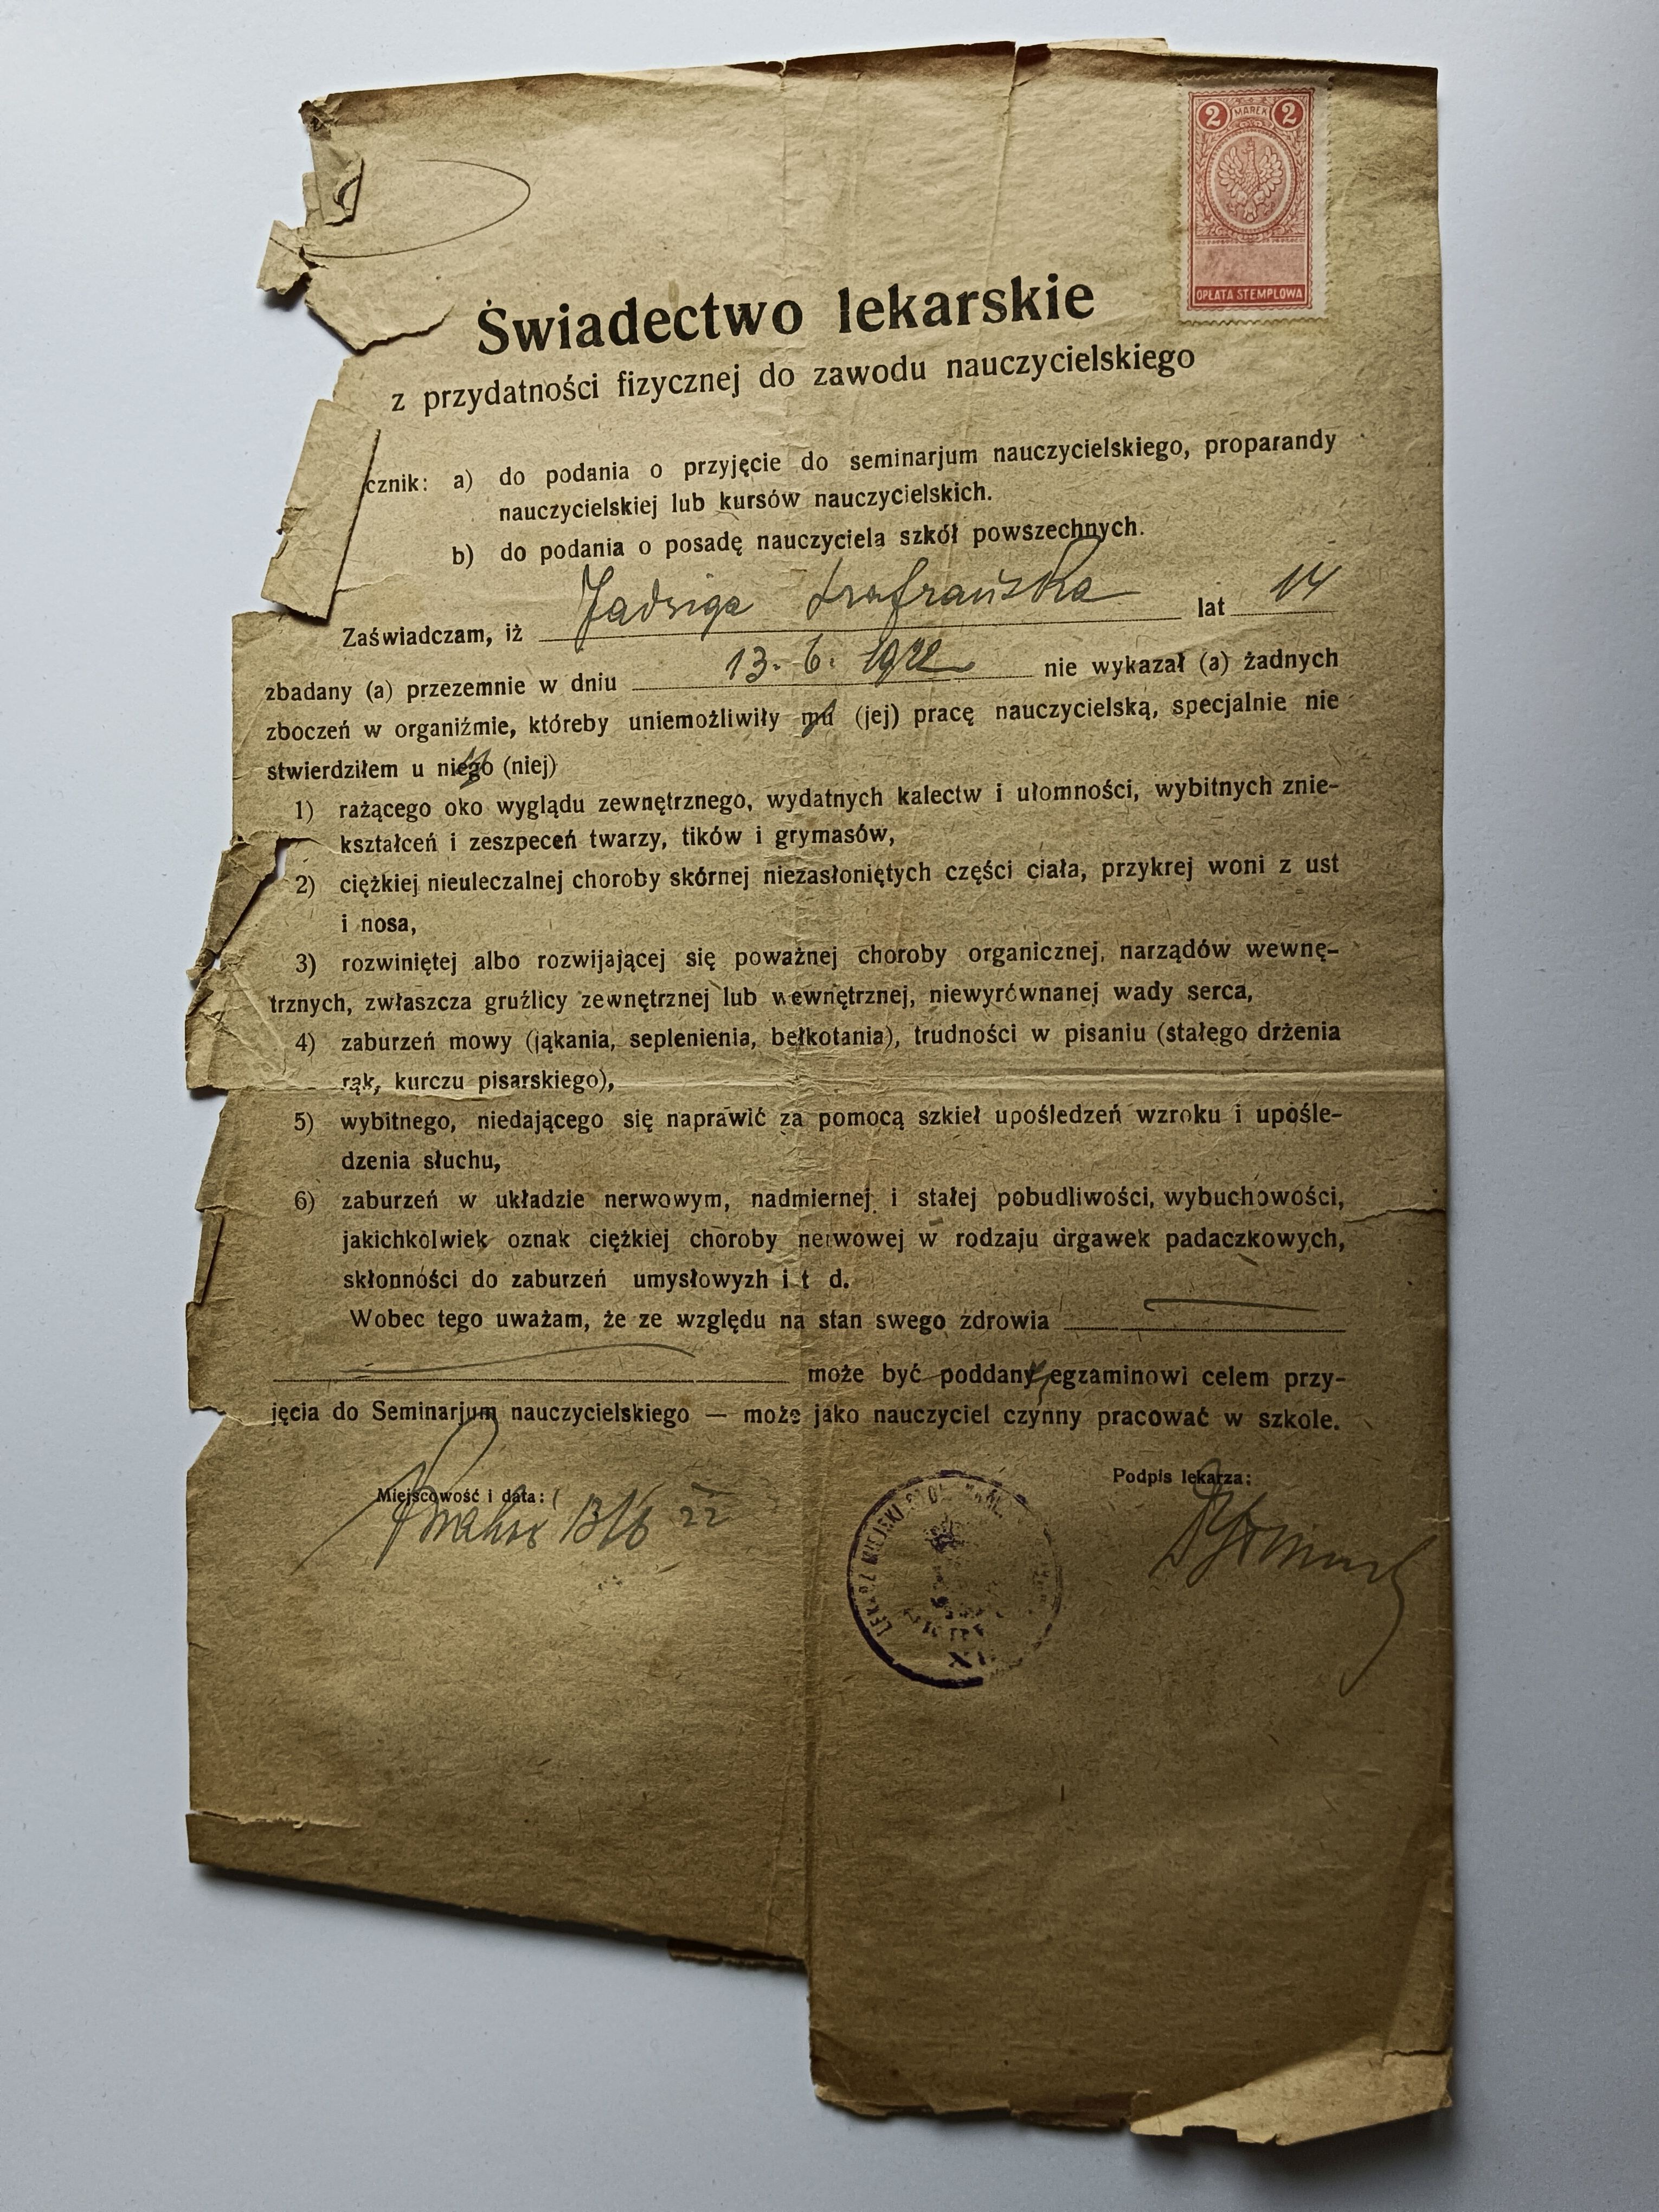 2 MAREK 2
OPŁATA STEMPLOWA
Świadectwo lekarskie
z przydatności fizycznej do zawodu nauczycielskiego
cznik: a) do podania o przyjęcie do seminarjum nauczycielskiego, proparandy
nauczycielskiej lub kursów nauczycielskich.
b) do podania o posadę nauczyciela szkół powszechnych.
Zaświadczam, iż Jadwiga Szafrańska lat 14
zbadany (a) przezemnie w dniu 13. 6. 1922 nie wykazał (a) żadnych
zboczeń w organiźmie, któreby uniemożliwiły mu (jej) pracę nauczycielską, specjalnie nie
stwierdziłem u niego (niej)
1) rażącego oko wyglądu zewnętrznego, wydatnych kalectw i ułomności, wybitnych znie-
kształceń i zeszpeceń twarzy, tików i grymasów,
2) ciężkiej nieuleczalnej choroby skórnej niezasłoniętych części ciała, przykrej woni z ust
i nosa,
3) rozwiniętej albo rozwijającej się poważnej choroby organicznej, narządów wewnę-
trznych, zwłaszcza gruźlicy zewnętrznej lub wewnętrznej, niewyrównanej wady serca,
4) zaburzeń mowy (jąkania, seplenienia, bełkotania), trudności w pisaniu (stałego drżenia
rąk, kurczu pisarskiego),
5) wybitnego, niedającego się naprawić za pomocą szkieł upośledzeń wzroku i upośle-
dzenia słuchu,
6) zaburzeń w układzie nerwowym, nadmiernej i stałej pobudliwości, wybuchowości,
jakichkolwiek oznak ciężkiej choroby nerwowej w rodzaju drgawek padaczkowych,
skłonności do zaburzeń umysłowyzh i t d.
Wobec tego uważam, że ze względu na stan swego zdrowia
może być poddany egzaminowi celem przy-
jęcia do Seminarjum nauczycielskiego — może jako nauczyciel czynny pracować w szkole.
Miejscowość i data:
13/6 22
Podpis lekarza:
LEKARZ MIEJSKI
IX